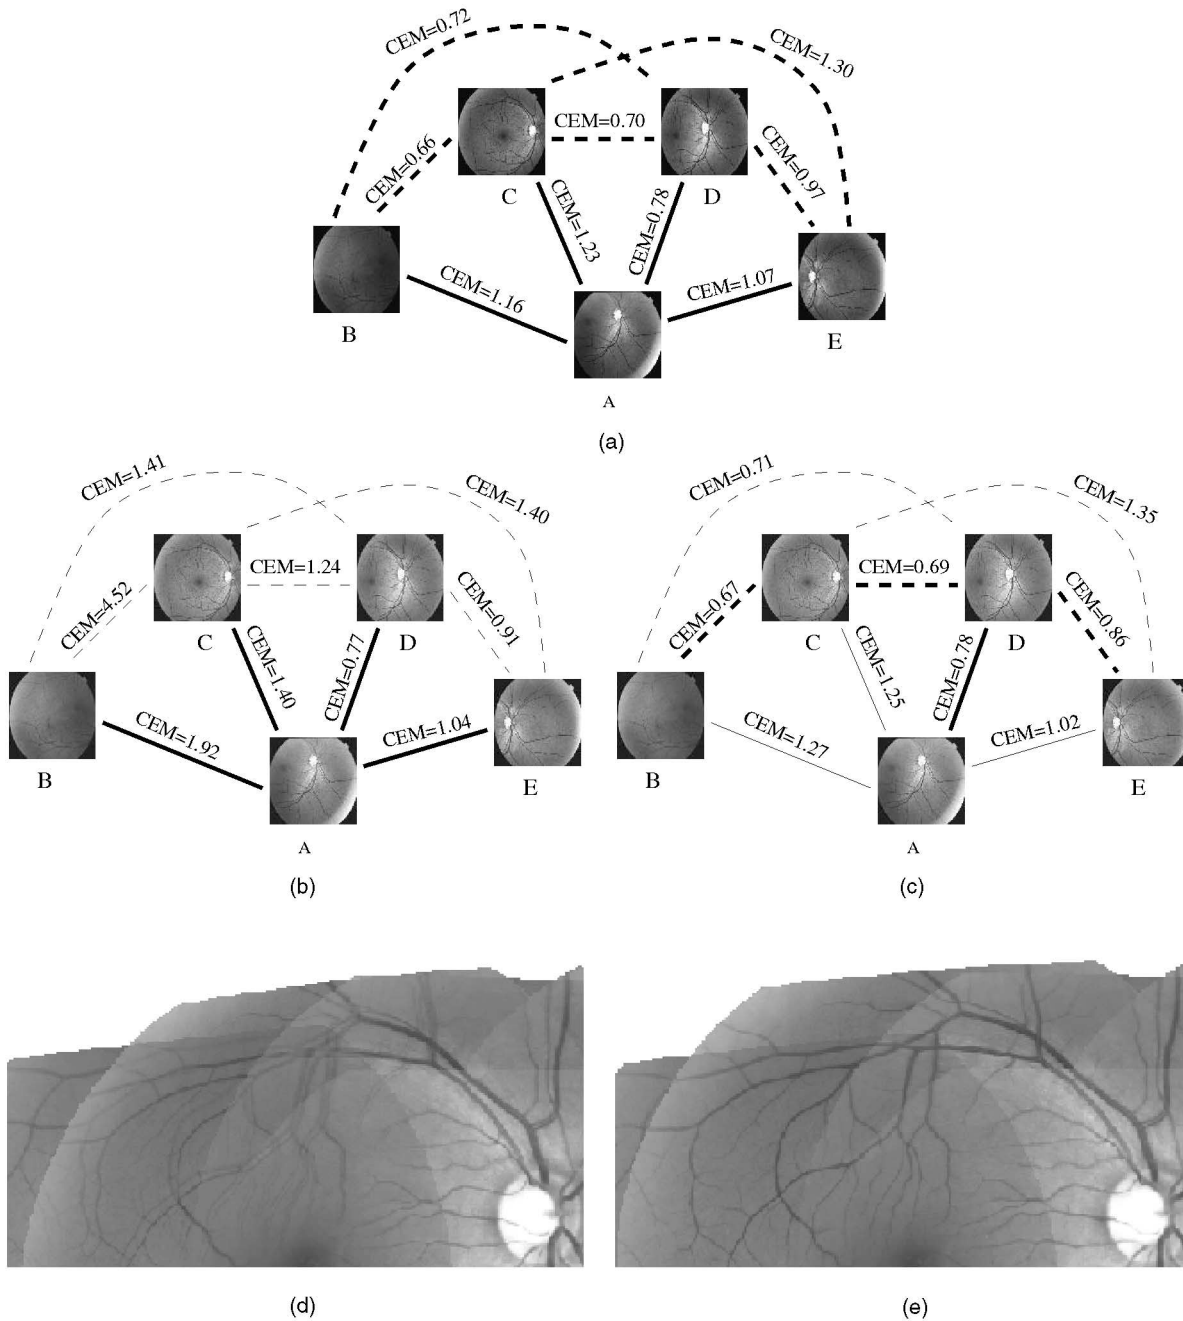 CEM=0.72
CEM=1.30
CEM=0.70
CEM=0.66
CEM=0.97
C
D
CEM=1.23
CEM=0.78
CEM=1.16
CEM=1.07
B
E
A
(a)
CEM=1.41
CEM=1.40
CEM=1.24
CEM=4.52
CEM=0.91
C
D
CEM=1.40
CEM=0.77
CEM=1.92
CEM=1.04
B
E
A
(b)
CEM=0.71
CEM=1.35
CEM=0.69
CEM=0.67
CEM=0.86
C
D
CEM=1.25
CEM=0.78
CEM=1.27
CEM=1.02
B
E
A
(c)
(d)
(e)